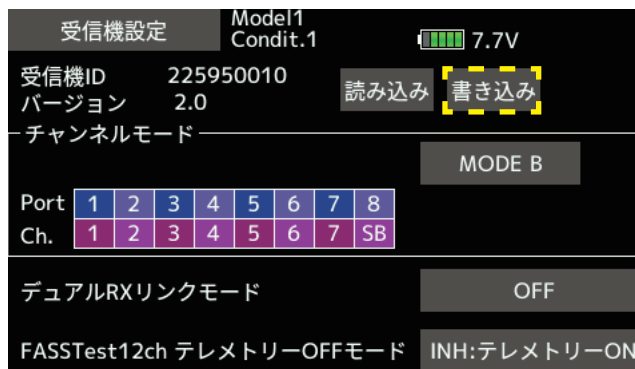 受信機設定
Model1
Condit.1
7.7V
受信機ID 225950010
バージョン 2.0
読み込み
書き込み
チャンネルモード
MODE B
Port 1 2 3 4 5 6 7 8
Ch. 1 2 3 4 5 6 7 SB
デュアルRXリンクモード OFF
FASSTest12ch テレメトリーOFFモード INH:テレメトリーON